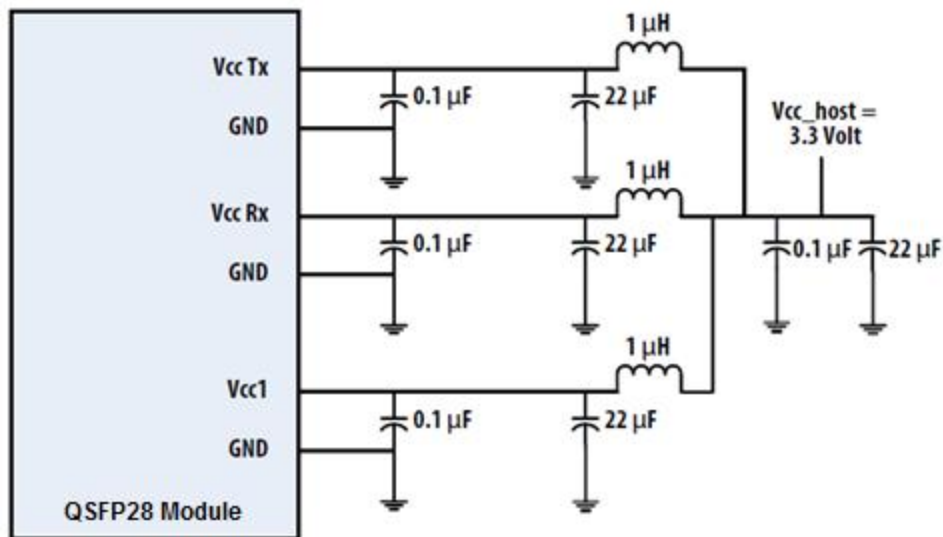 1 µH
Vcc Tx
0.1 µF
22 µF
GND
Vcc_host =
3.3 Volt
1 µH
Vcc Rx
0.1 µF
22 µF
0.1 µF
22 µF
GND
1 µH
Vcc1
0.1 µF
22 µF
GND
QSFP28 Module